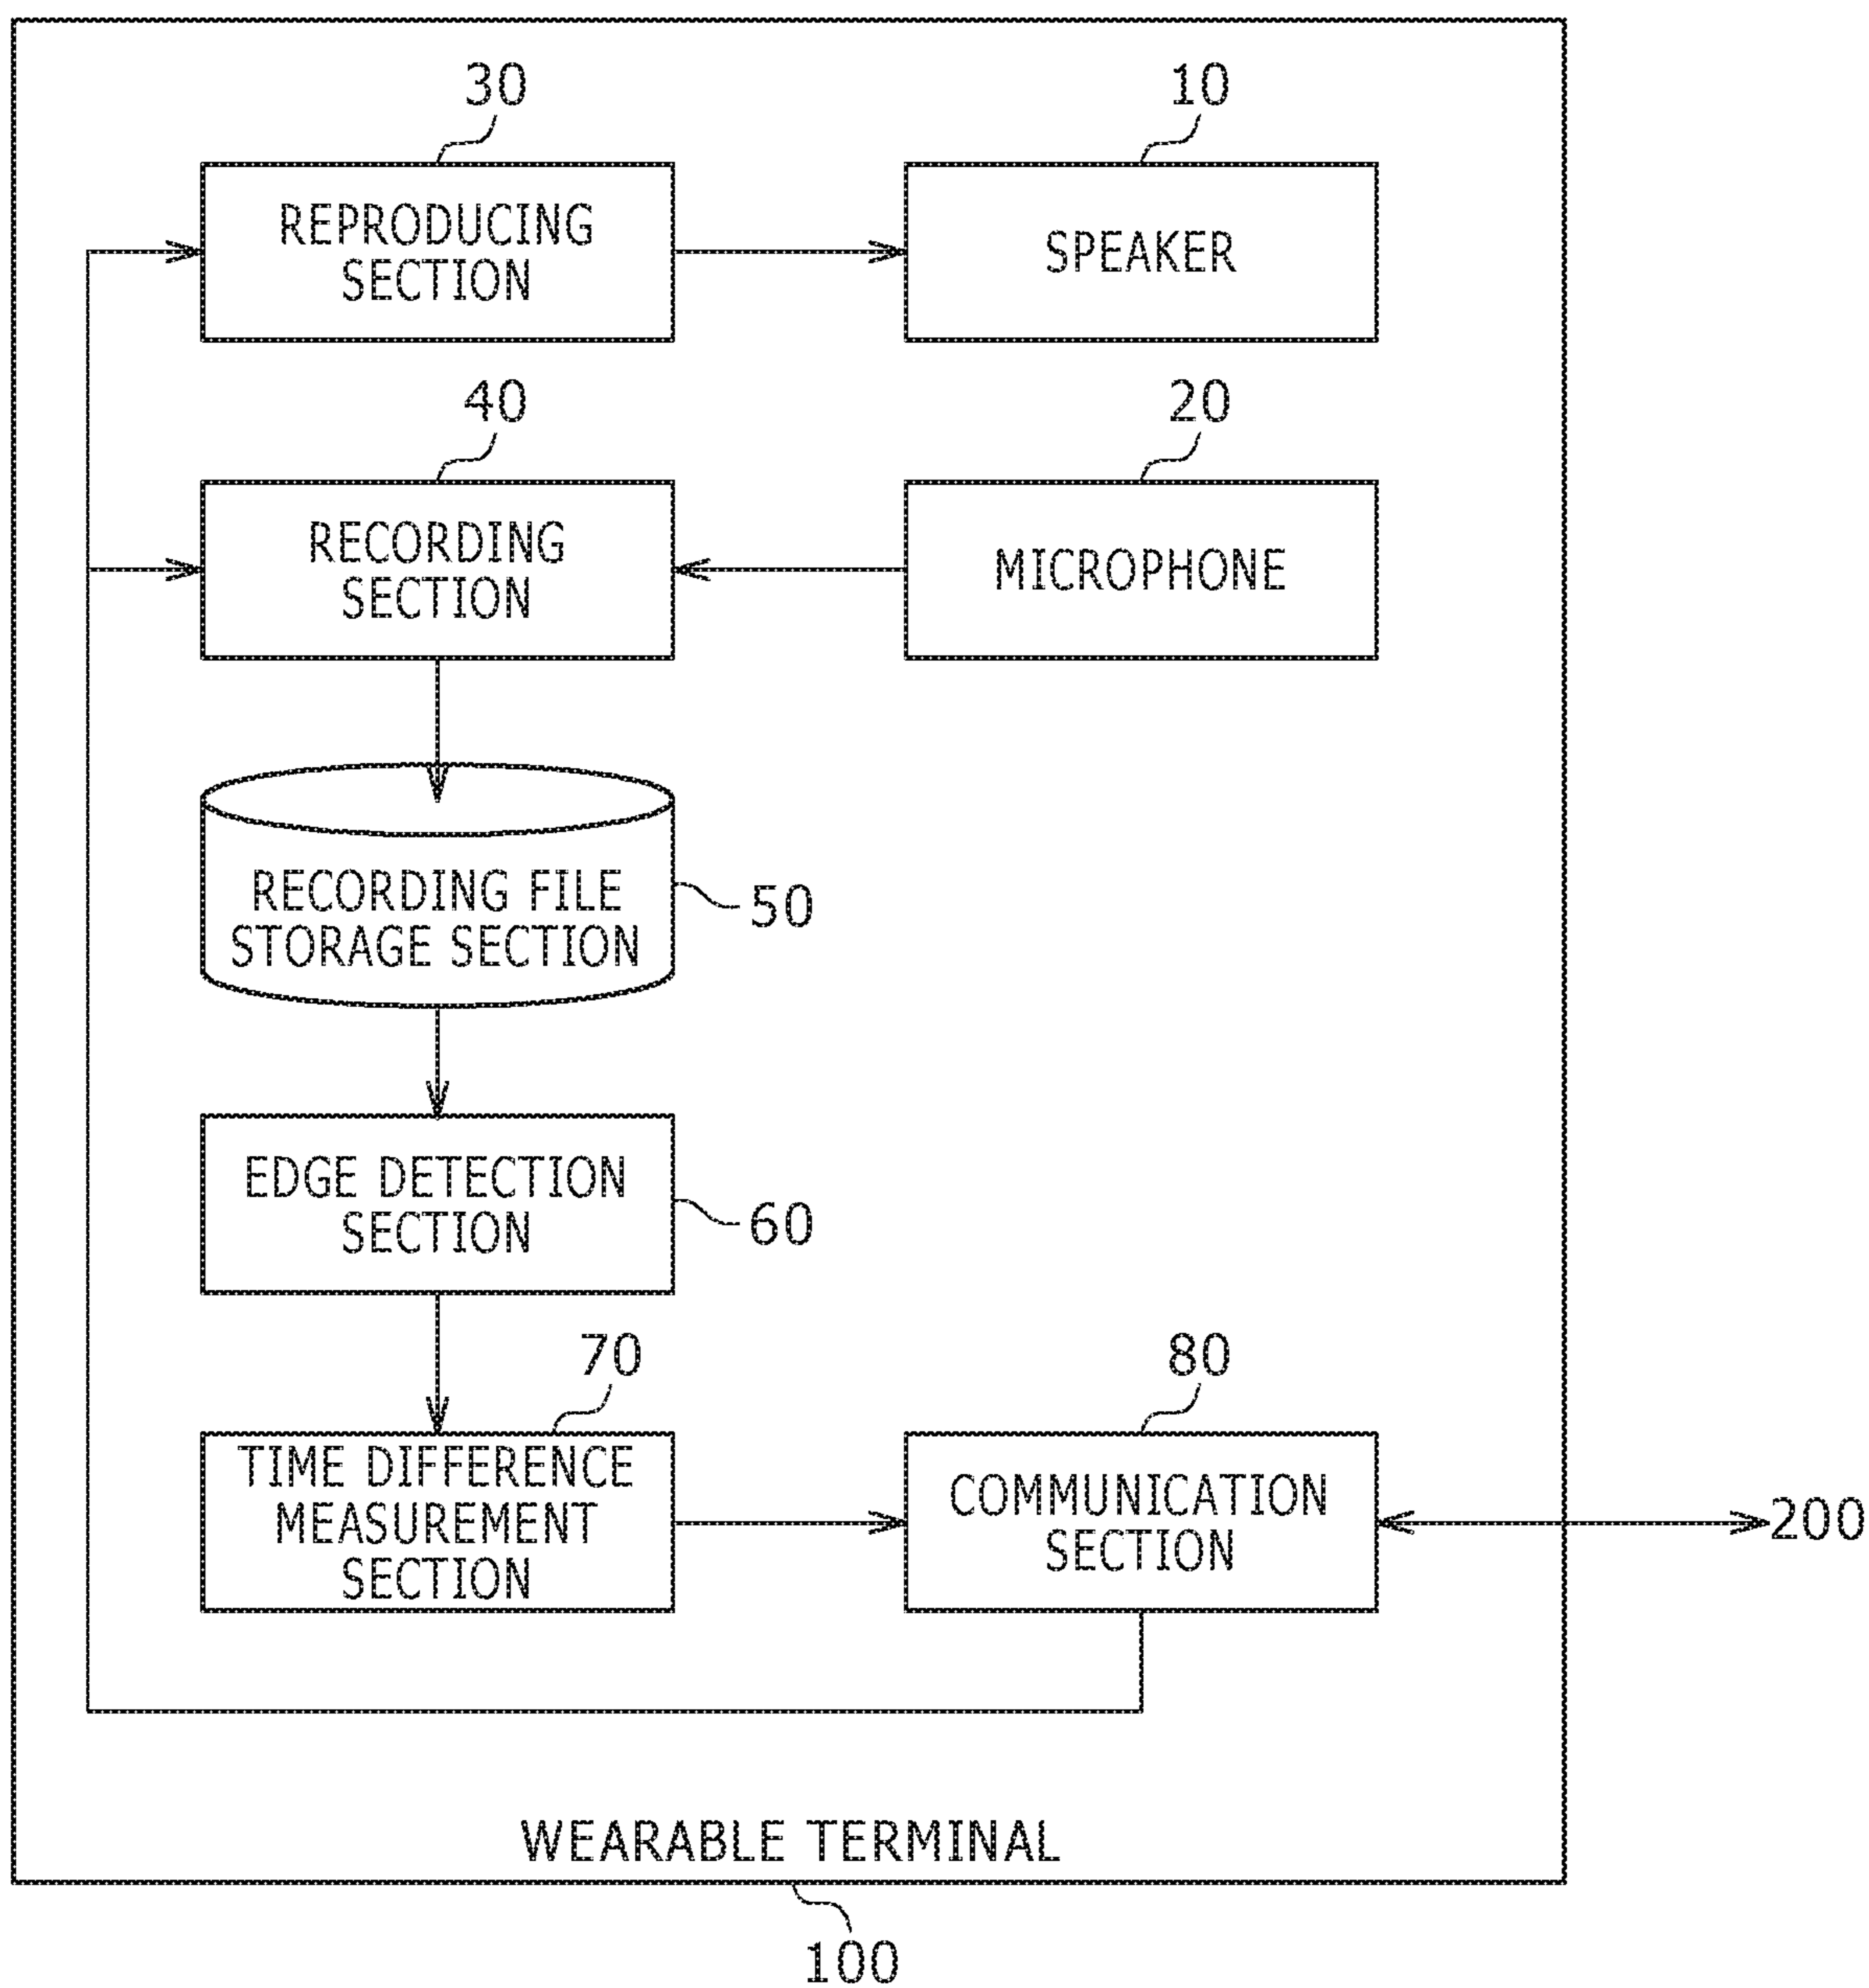 30
10
REPRODUCING
SECTION
SPEAKER
40
20
RECORDING
SECTION
MICROPHONE
RECORDING FILE
STORAGE SECTION
50
EDGE DETECTION
SECTION
60
70
80
TIME DIFFERENCE
MEASUREMENT
SECTION
COMMUNICATION
SECTION
200
WEARABLE TERMINAL
100